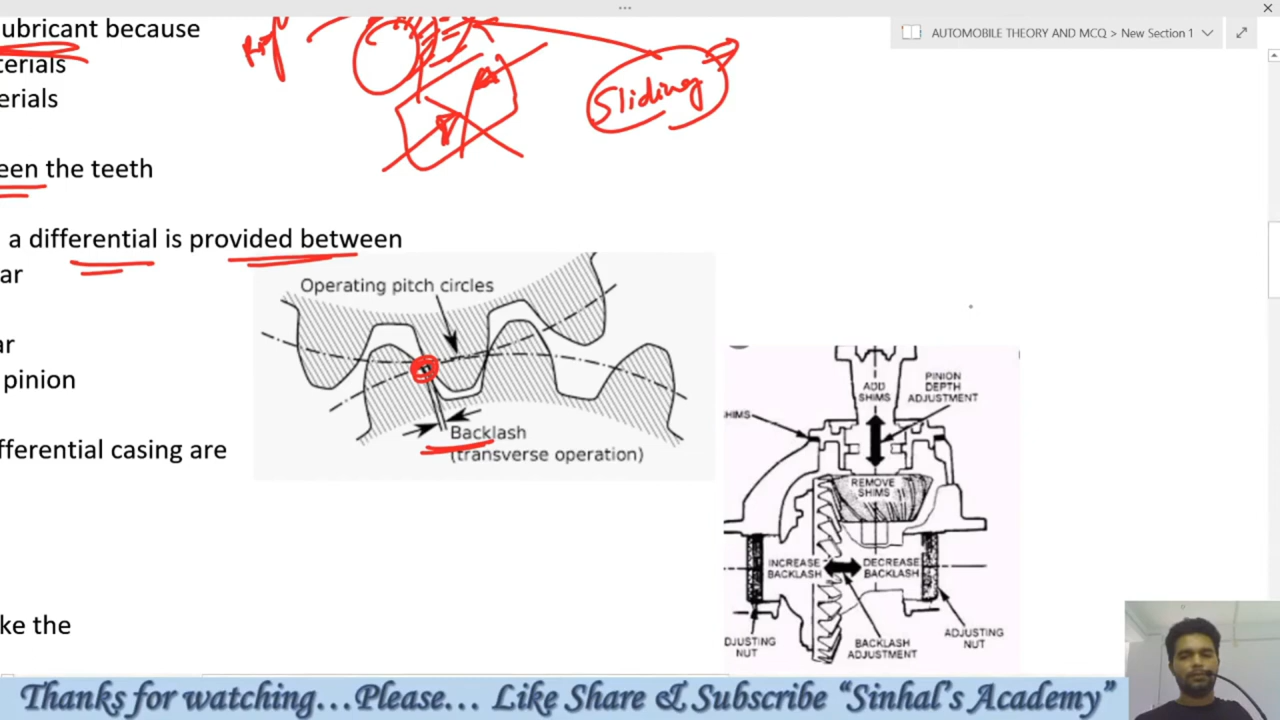 ubricant because
terials
erials
een the teeth
a differential is provided between
ar
ar
pinion
fferential casing are
ke the
Sliding
AUTOMOBILE THEORY AND MCQ > New Section 1
Operating pitch circles
Backlash
(transverse operation)
ADD
SHIMS
PINION
DEPTH
ADJUSTMENT
HIMS
REMOVE
SHIMS
INCREASE
BACKLASH
DECREASE
BACKLASH
DJUSTING
NUT
BACKLASH
ADJUSTMENT
ADJUSTING
NUT
Thanks for watching...Please... Like Share & Subscribe “Sinhal’s Academy”